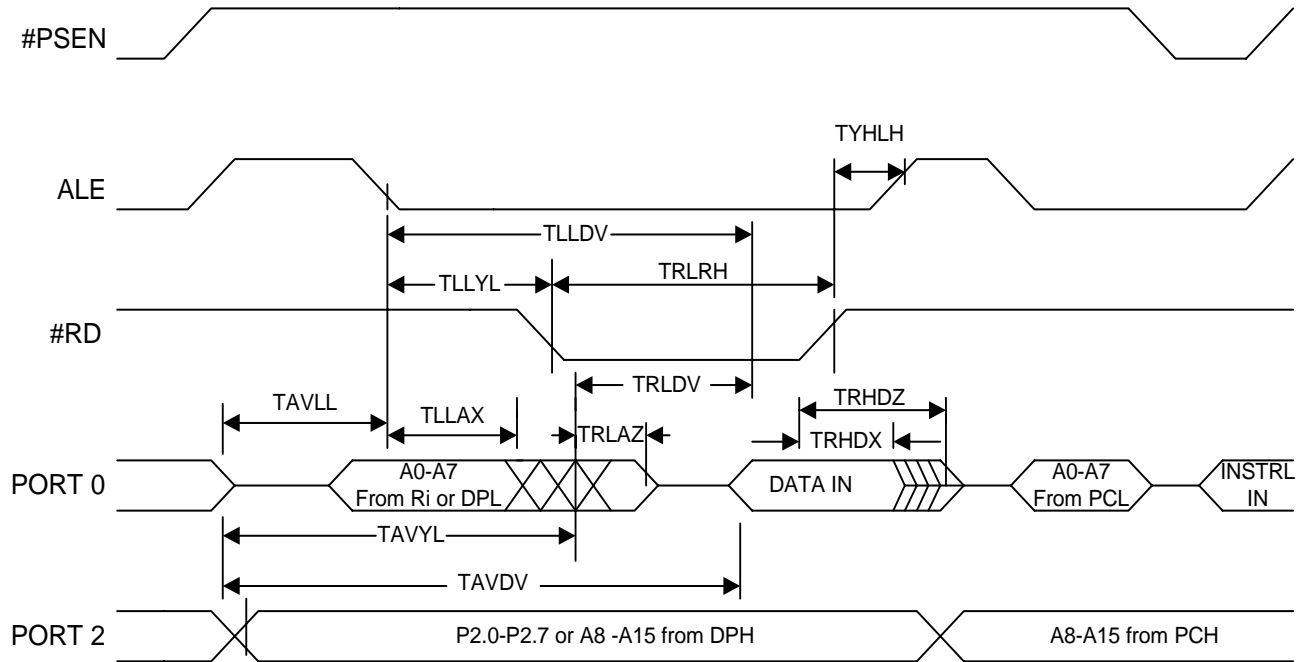 #PSEN
TYHLH
ALE
TLLDV
TLLYL
TRLRH
#RD
TRLDV
TAVLL
TLLAX
TRHDZ
TRLAZ
TRHDX
PORT 0
A0-A7
From Ri or DPL
DATA IN
A0-A7
From PCL
INSTRL
IN
TAVYL
TAVDV
PORT 2
P2.0-P2.7 or A8 -A15 from DPH
A8-A15 from PCH